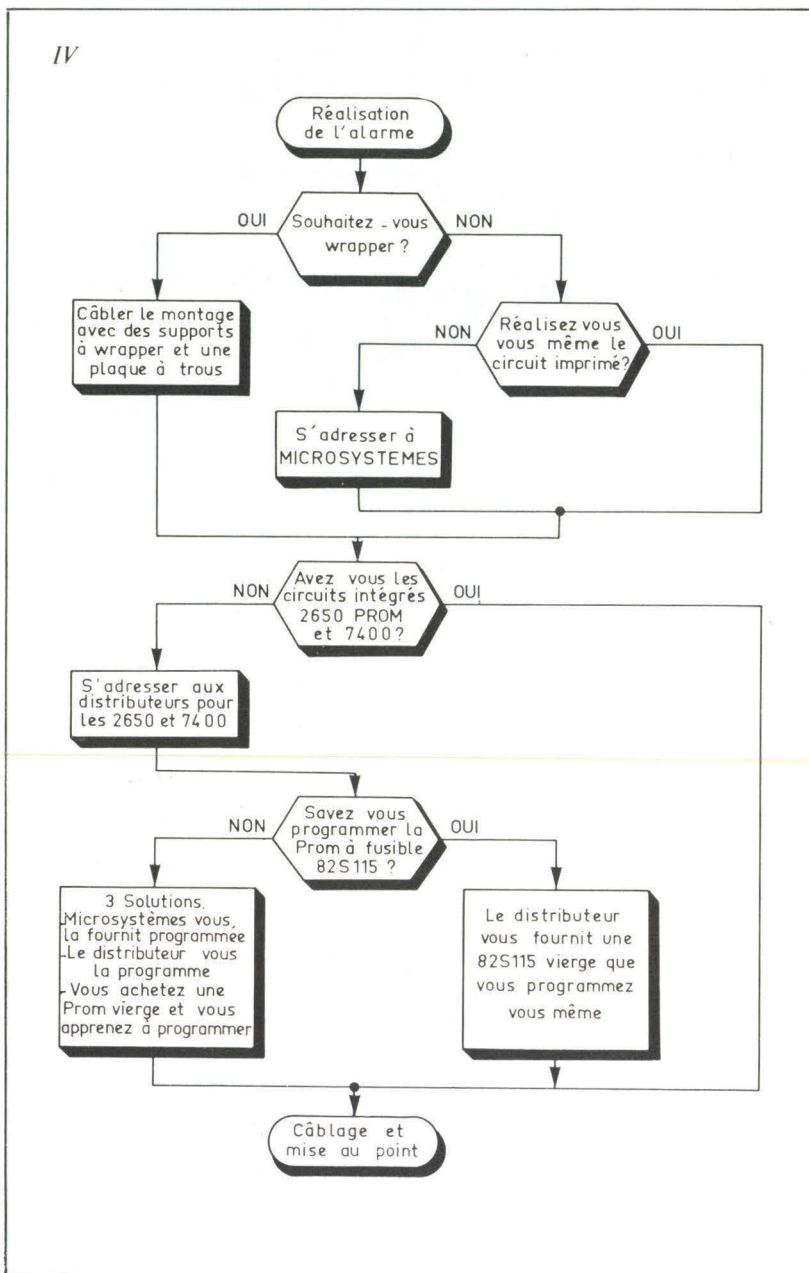 IV
Réalisation
de l'alarme
OUI
Souhaitez-vous
wrapper ?
NON
Câbler le montage
avec des supports
à wrapper et une
plaque à trous
NON
Réalisez vous
vous même le
circuit imprimé?
OUI
S'adresser à
MICROSYSTEMES
NON
Avez vous les
circuits intégrés
2650 PROM
et 7400?
OUI
S'adresser aux
distributeurs pour
les 2650 et 7400
NON
Savez vous
programmer la
Prom à fusible
82S115 ?
OUI
3 Solutions.
-Microsystèmes vous
la fournit programmée
-Le distributeur vous
la programme
-Vous achetez une
Prom vierge et vous
apprenez à programmer
Le distributeur
vous fournit une
82S115 vierge que
vous programmez
vous même
Câblage et
mise au point